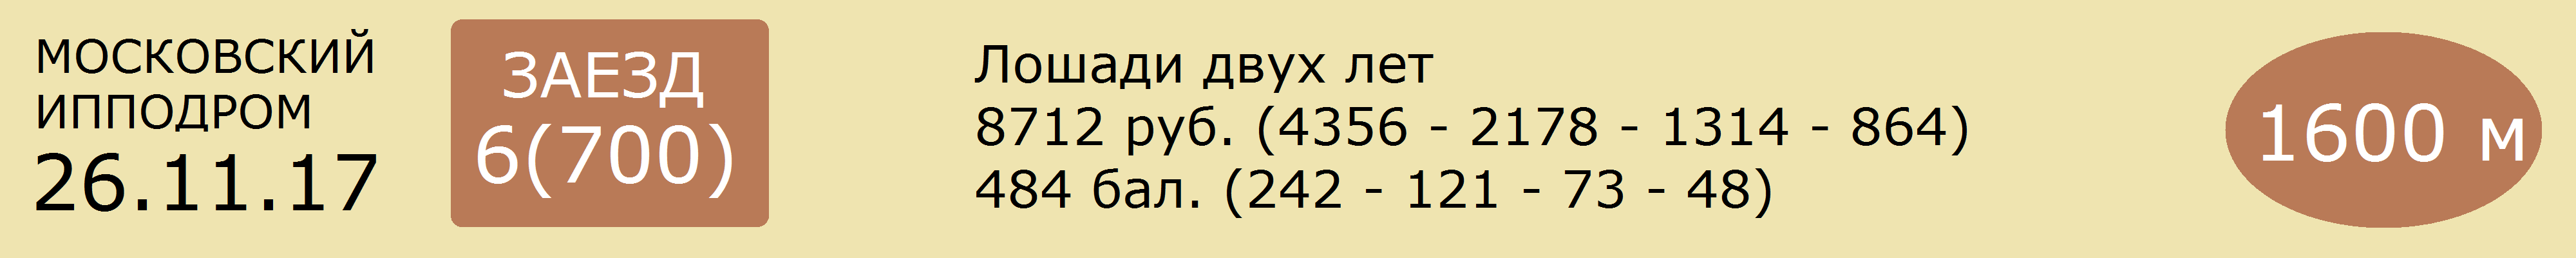 МОСКОВСКИЙ
ИППОДРОМ
26.11.17
ЗАЕЗД
6(700)
Лошади двух лет
8712 руб. (4356 - 2178 - 1314 - 864)
484 бал. (242 - 121 - 73 - 48)
1600 м